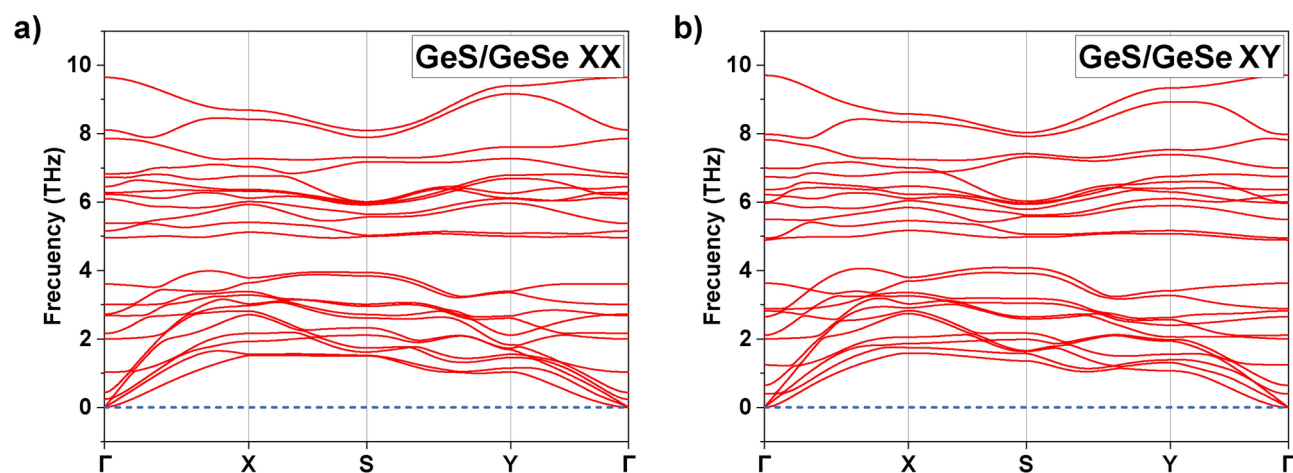 a)
GeS/GeSe XX
Frecuency (THz)
10
8
6
4
2
0
Γ X S Y Γ
b)
GeS/GeSe XY
Frecuency (THz)
10
8
6
4
2
0
Γ X S Y Γ